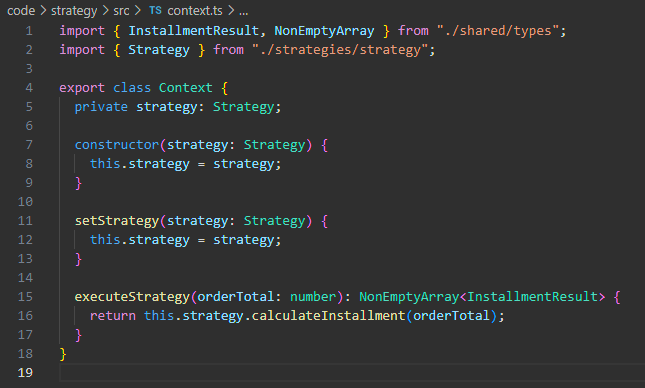 code > strategy > src > TS context.ts > ...
1 import { InstallmentResult, NonEmptyArray } from "./shared/types";
2 import { Strategy } from "./strategies/strategy";
3
4 export class Context {
5   private strategy: Strategy;
6
7   constructor(strategy: Strategy) {
8     this.strategy = strategy;
9   }
10
11   setStrategy(strategy: Strategy) {
12     this.strategy = strategy;
13   }
14
15   executeStrategy(orderTotal: number): NonEmptyArray<InstallmentResult> {
16     return this.strategy.calculateInstallment(orderTotal);
17   }
18 }
19